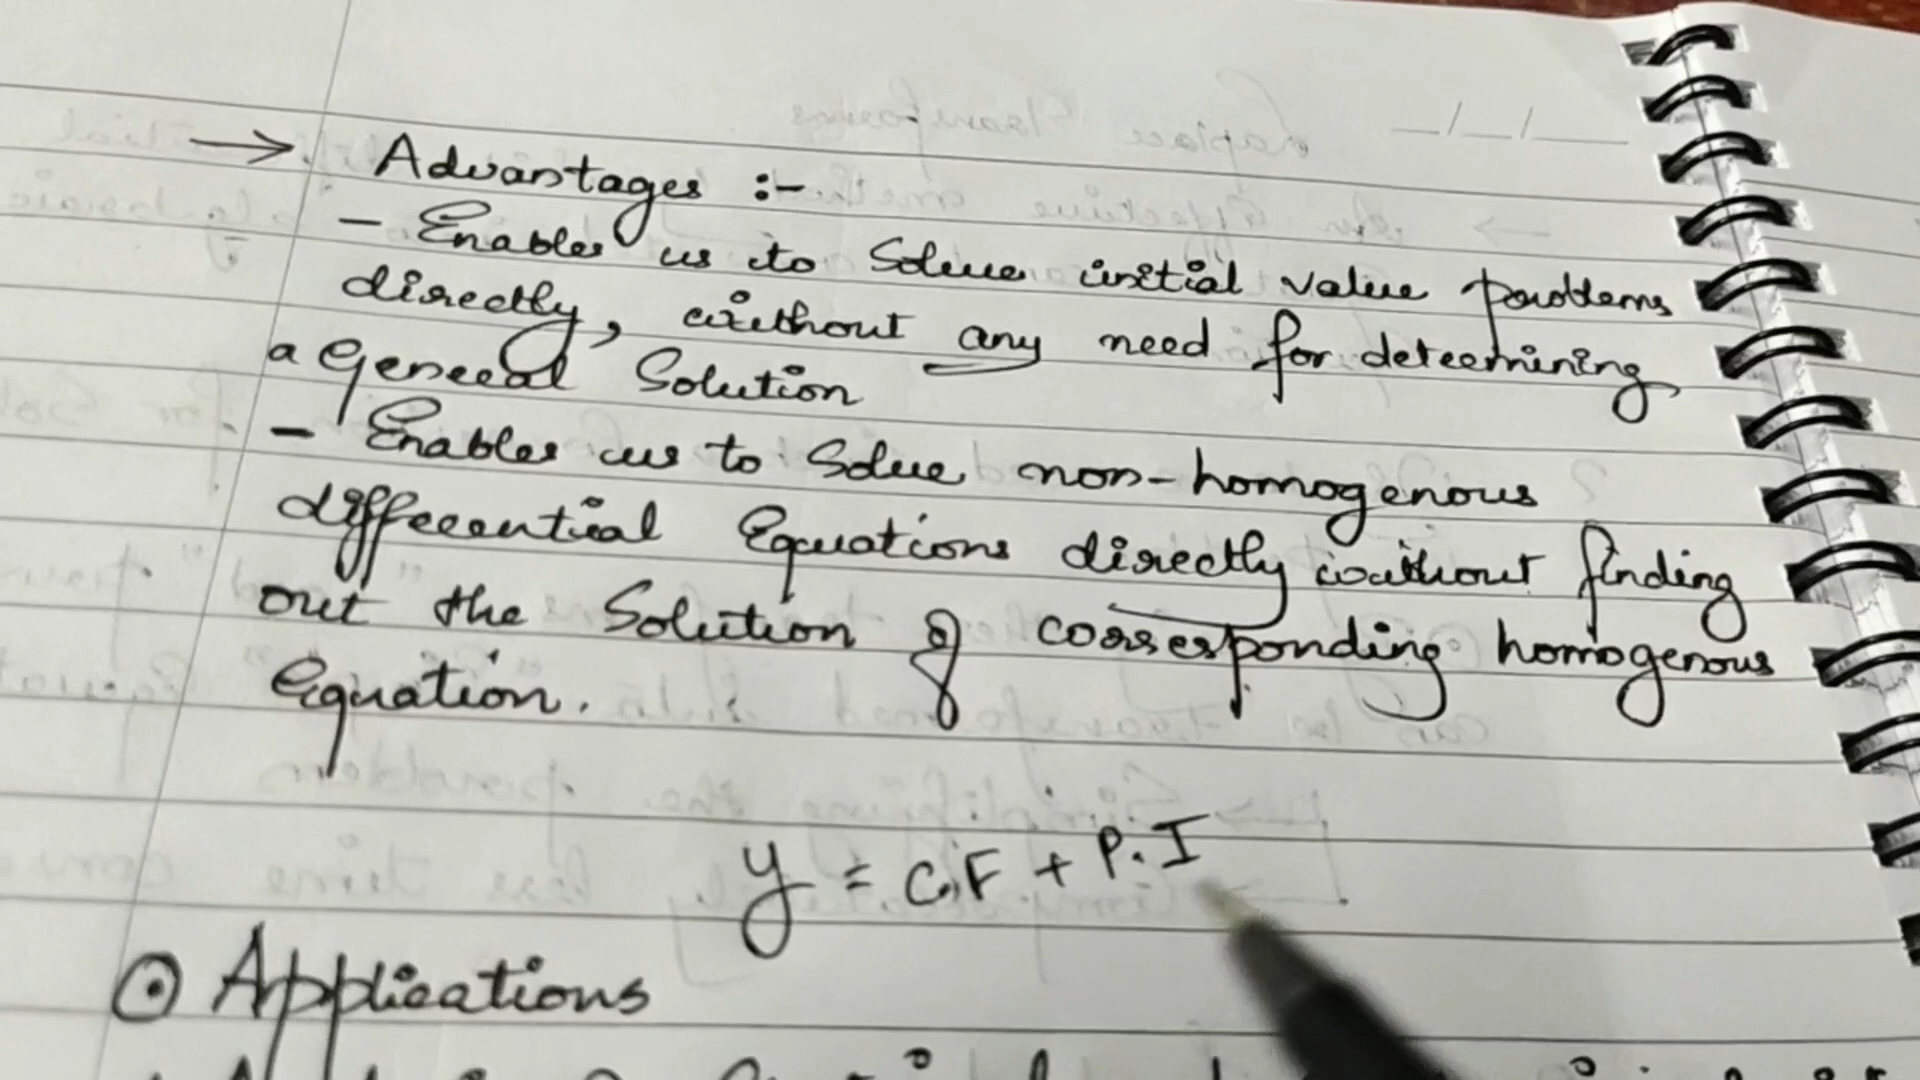 → Advantages :-
- Enables us to Solve initial value problems
directly, without any need for determining
a General Solution
- Enables us to Solve non-homogenous
differential Equations directly without finding
out the Solution of corresponding homogenous
Equation.
y = C.F + P.I
⊙ Applications